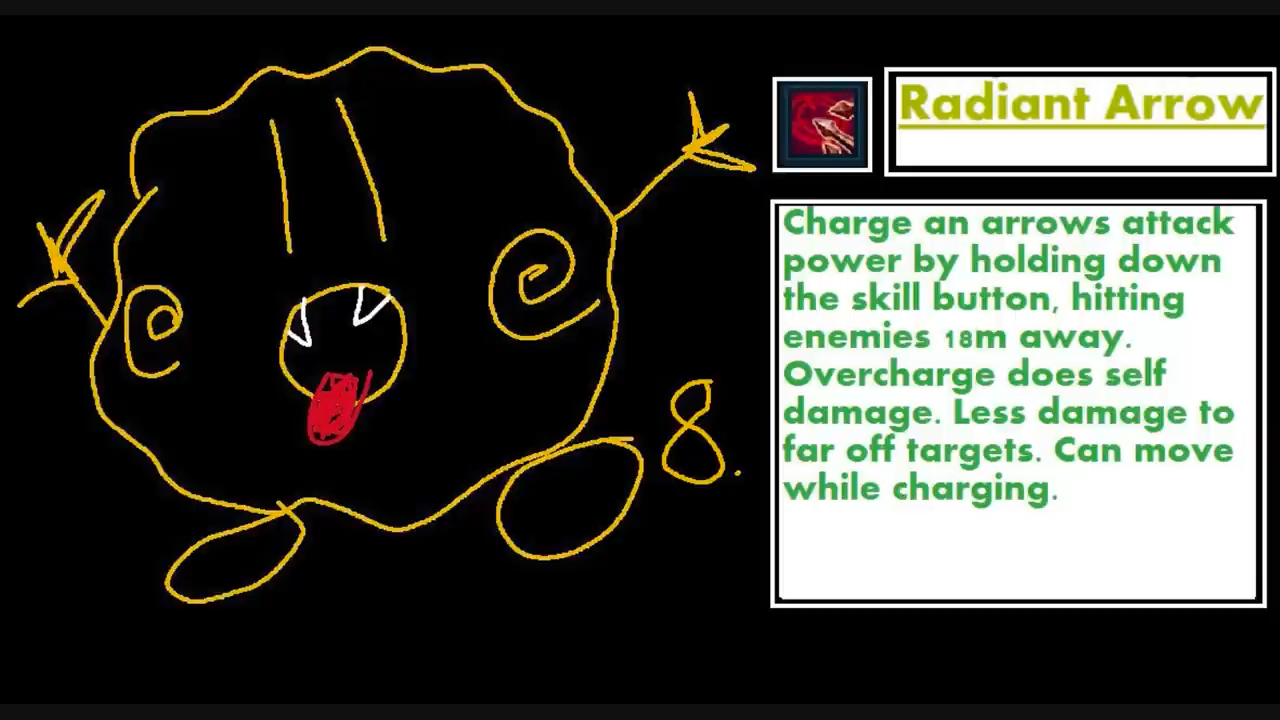 Radiant Arrow
Charge an arrows attack
power by holding down
the skill button, hitting
enemies 18m away.
Overcharge does self
damage. Less damage to
far off targets. Can move
while charging.
8.